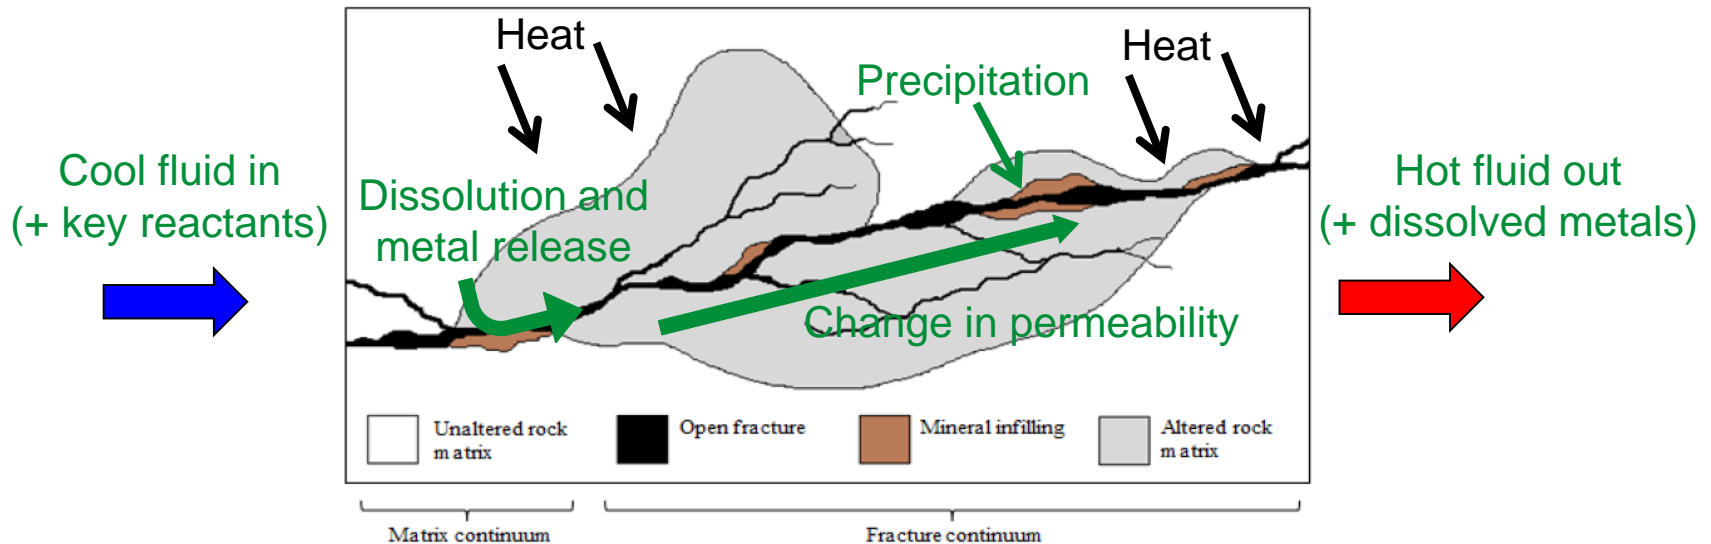 Heat
Heat
Precipitation
Cool fluid in
(+ key reactants)
Dissolution and
metal release
Hot fluid out
(+ dissolved metals)
Change in permeability
Unaltered rock
matrix
Open fracture
Mineral infilling
Altered rock
matrix
Matrix continuum
Fracture continuum